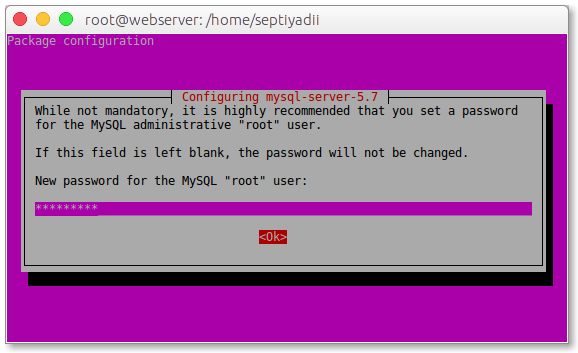 root@webserver: /home/septiyadii
Package configuration
Configuring mysql-server-5.7
While not mandatory, it is highly recommended that you set a password
for the MySQL administrative "root" user.
If this field is left blank, the password will not be changed.
New password for the MySQL "root" user:
*********
<Ok>